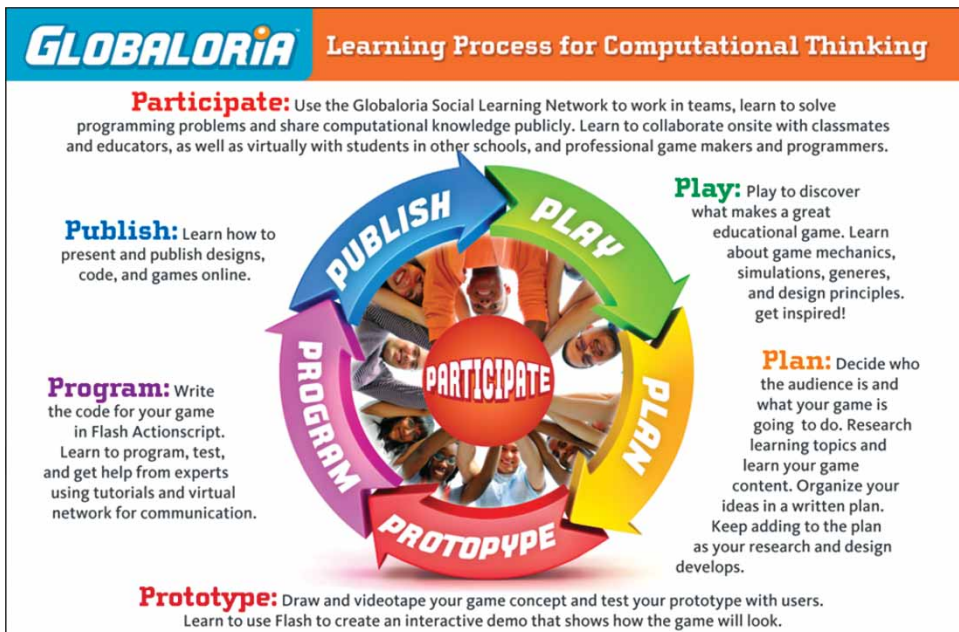 GLOBALORIA
Learning Process for Computational Thinking
Participate: Use the Globaloria Social Learning Network to work in teams, learn to solve
programming problems and share computational knowledge publicly. Learn to collaborate onsite with classmates
and educators, as well as virtually with students in other schools, and professional game makers and programmers.
Publish: Learn how to
present and publish designs,
code, and games online.
PUBLISH
PLAY
Play: Play to discover
what makes a great
educational game. Learn
about game mechanics,
simulations, generes,
and design principles.
get inspired!
Program: Write
the code for your game
in Flash Actionscript.
Learn to program, test,
and get help from experts
using tutorials and virtual
network for communication.
PROGRAM
PARTICIPATE
PLAN
Plan: Decide who
the audience is and
what your game is
going to do. Research
learning topics and
learn your game
content. Organize your
ideas in a written plan.
Keep adding to the plan
as your research and design
develops.
PROTOPYPE
Prototype: Draw and videotape your game concept and test your prototype with users.
Learn to use Flash to create an interactive demo that shows how the game will look.